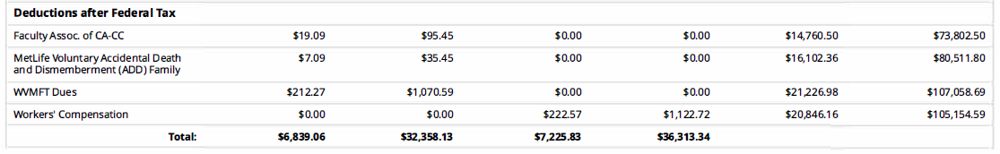 Deductions after Federal Tax
Faculty Assoc. of CA-CC $19.09 $95.45 $0.00 $0.00 $14,760.50 $73,802.50
MetLife Voluntary Accidental Death $7.09 $35.45 $0.00 $0.00 $16,102.36 $80,511.80
and Dismemberment (ADD) Family
WVMFT Dues $212.27 $1,070.59 $0.00 $0.00 $21,226.98 $107,058.69
Workers' Compensation $0.00 $0.00 $222.57 $1,122.72 $20,846.16 $105,154.59
Total: $6,839.06 $32,358.13 $7,225.83 $36,313.34